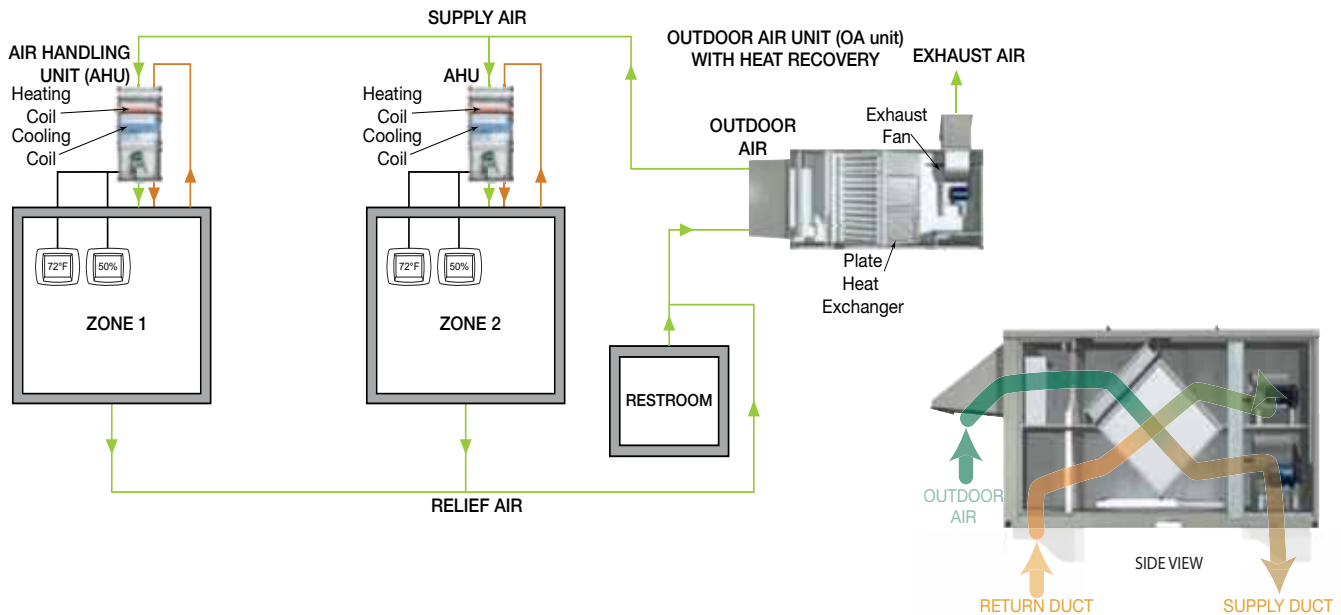 SUPPLY AIR
AIR HANDLING
UNIT (AHU)
Heating
Coil
Cooling
Coil
AHU
Heating
Coil
Cooling
Coil
OUTDOOR AIR UNIT (OA unit)
WITH HEAT RECOVERY
EXHAUST AIR
OUTDOOR
AIR
Exhaust
Fan
Plate
Heat
Exchanger
72°F
50%
ZONE 1
72°F
50%
ZONE 2
RESTROOM
RELIEF AIR
OUTDOOR
AIR
SIDE VIEW
RETURN DUCT
SUPPLY DUCT